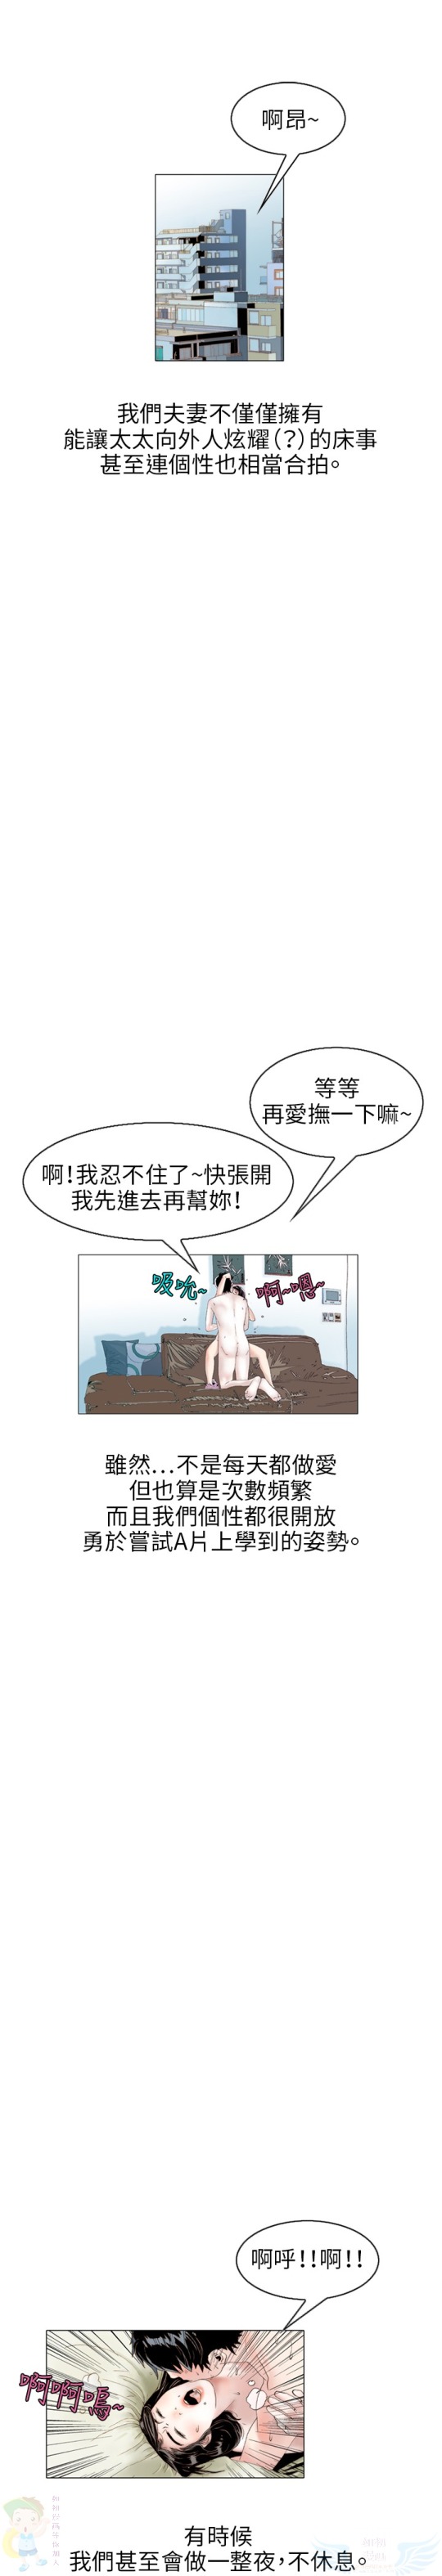 啊昂~
我們夫妻不僅僅擁有
能讓太太向外人炫耀(?)的床事
甚至連個性也相當合拍。
等等
再愛撫一下嘛~
啊!我忍不住了~快張開
我先進去再幫妳!
吸吮~
啊~嗯~
雖然...不是每天都做愛
但也算是次數頻繁
而且我們個性都很開放
勇於嘗試A片上學到的姿勢。
啊呼!!啊!!
啊啊嗚~
有時候
我們甚至會做一整夜,不休息。